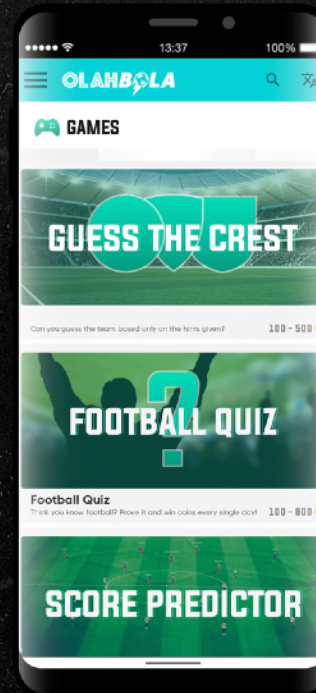 13:37
100%
OLAHBOLA
GAMES
GUESS THE CREST
Can you guess the team based only on the hints given?
100 - 500
FOOTBALL QUIZ
Football Quiz
Think you know football? Prove it and win coins every single day!
100 - 800
SCORE PREDICTOR